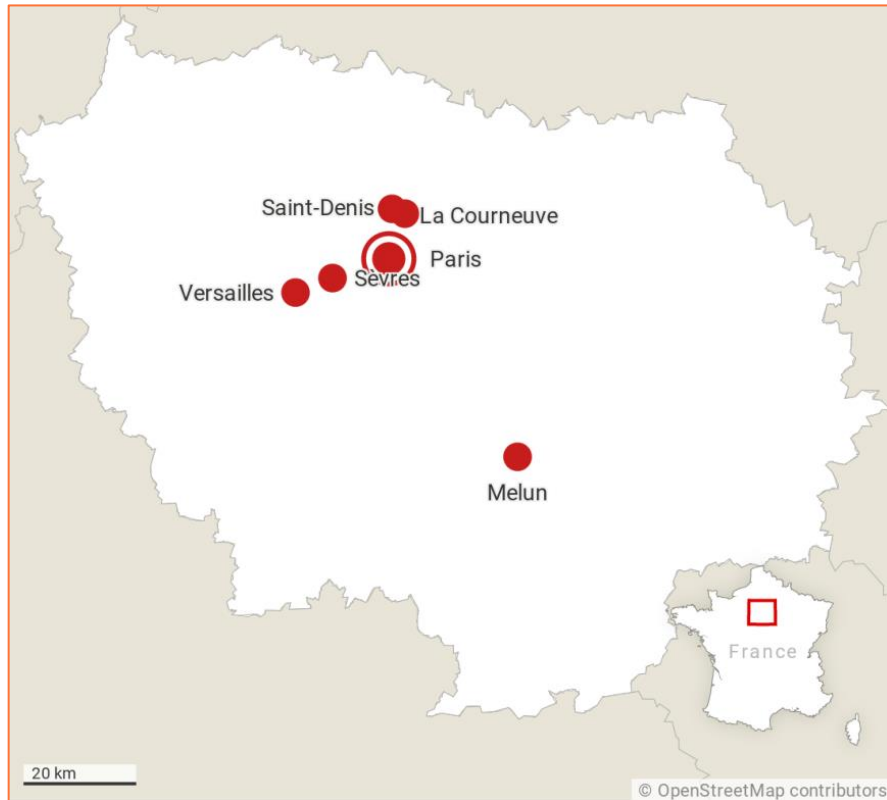 Saint-Denis
La Courneuve
Paris
Sèvres
Versailles
Melun
France
20 km
© OpenStreetMap contributors